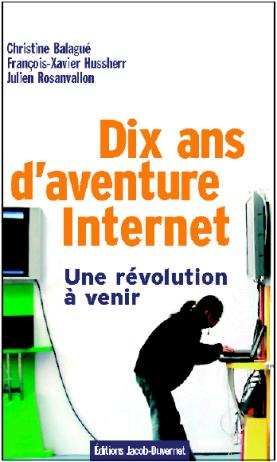 Christine Balagué
François-Xavier Hussherr
Julien Rosanvallon
Dix ans
d'aventure
Internet
Une révolution
à venir
Editions Jacob-Duvernet